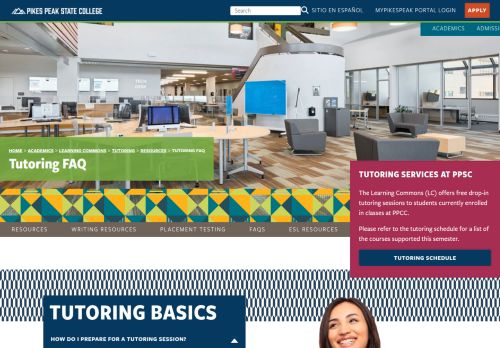 PIKES PEAK STATE COLLEGE
Search
SITIO EN ESPAÑOL
MYPIKESPEAK PORTAL LOGIN
APPLY
ACADEMICS
TECH DESK
HOME > ACADEMICS > LEARNING COMMONS > TUTORING > RESOURCES > TUTORING FAQ
Tutoring FAQ
TUTORING SERVICES AT PPSC
The Learning Commons (LC) offers free drop-in
tutoring sessions to students currently enrolled
in classes at PPCC.
Please refer to the tutoring schedule for a list of
the courses supported this semester.
TUTORING SCHEDULE
RESOURCES
WRITING RESOURCES
PLACEMENT TESTING
FAQS
ESL RESOURCES
TUTORING BASICS
HOW DO I PREPARE FOR A TUTORING SESSION?